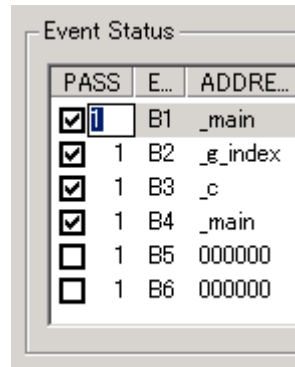 Event Status
PASS E... ADDRE...
1 B1 _main
1 B2 _g_index
1 B3 _c
1 B4 _main
1 B5 000000
1 B6 000000